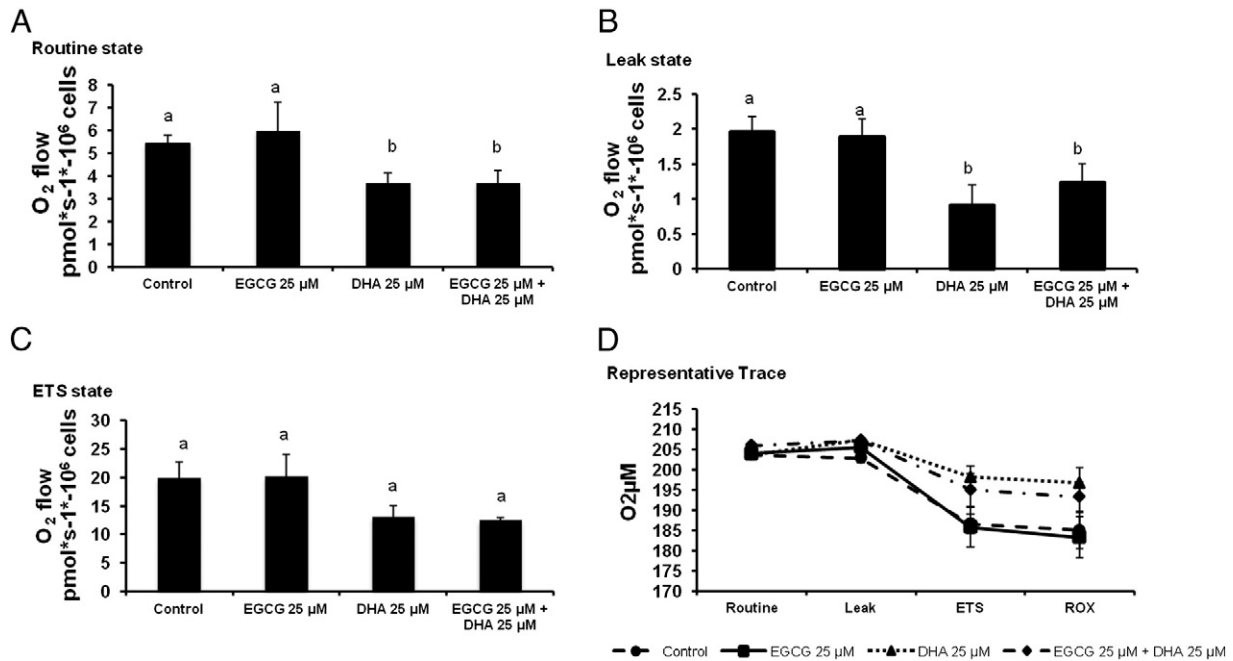 A
Routine state
O₂ flow
pmol*s-1*-10⁶ cells
8
7
6
5
4
3
2
1
0
a
a
b
b
Control
EGCG 25 µM
DHA 25 µM
EGCG 25 µM +
DHA 25 µM
B
Leak state
O₂ flow
pmol*s-1*-10⁶ cells
2.5
2
1.5
1
0.5
0
a
a
b
b
Control
EGCG 25 µM
DHA 25 µM
EGCG 25 µM +
DHA 25 µM
C
ETS state
O₂ flow
pmol*s-1*-10⁶ cells
30
25
20
15
10
5
0
a
a
a
a
Control
EGCG 25 µM
DHA 25 µM
EGCG 25 µM +
DHA 25 µM
D
Representative Trace
O2µM
215
210
205
200
195
190
185
180
175
170
Routine
Leak
ETS
ROX
Control
EGCG 25 µM
DHA 25 µM
EGCG 25 µM + DHA 25 µM